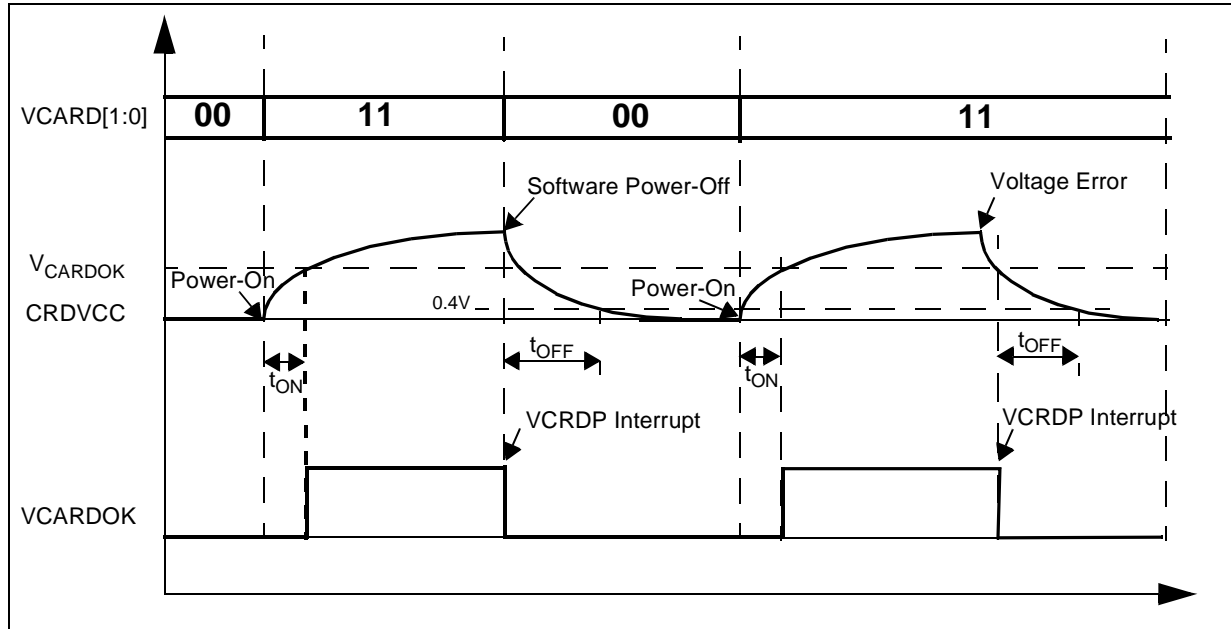 VCARD[1:0] 00 11 00 11
Software Power-Off
Voltage Error
VCARDOK
Power-On
Power-On
0.4V
CRDVCC
tOFF
tOFF
tON
tON
VCRDP Interrupt
VCRDP Interrupt
VCARDOK